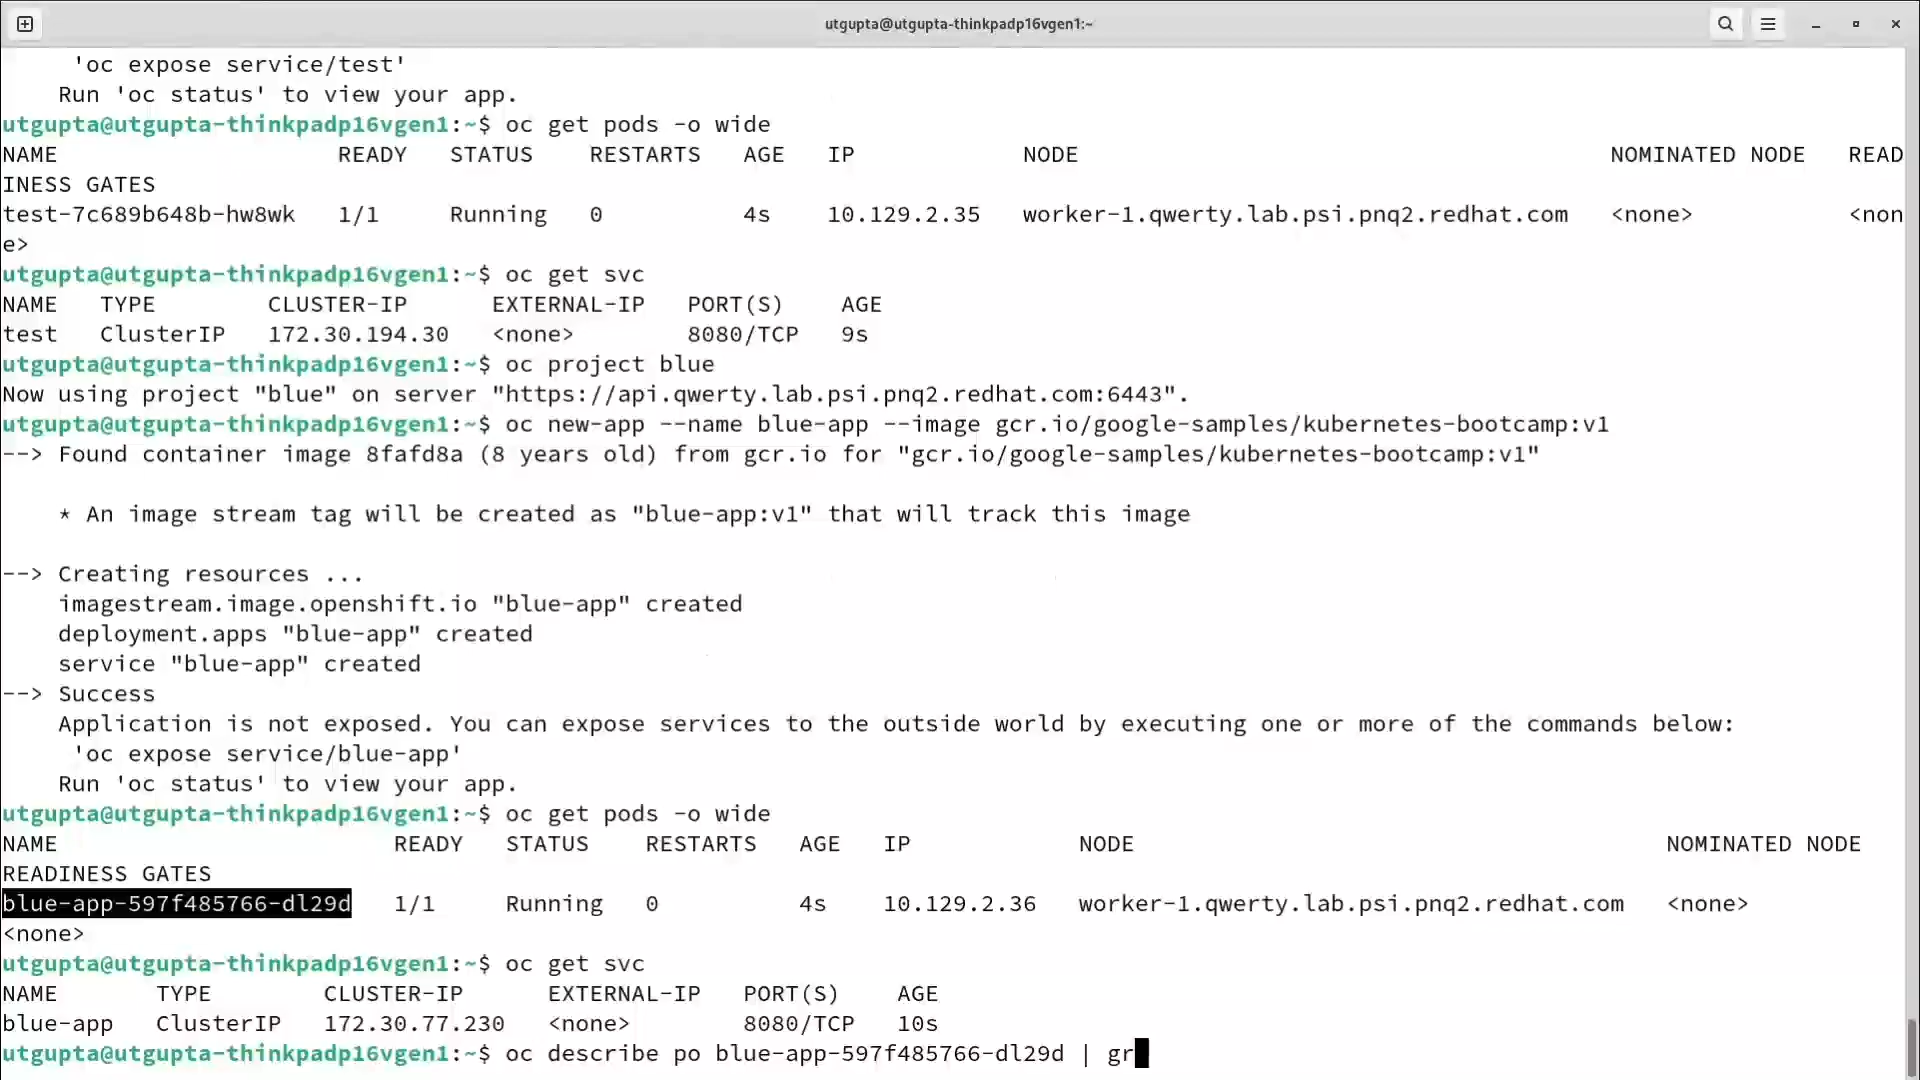 utgupta@utgupta-thinkpadp16vgen1:~
'oc expose service/test'
Run 'oc status' to view your app.
utgupta@utgupta-thinkpadp16vgen1:~$ oc get pods -o wide
NAME READY STATUS RESTARTS AGE IP NODE NOMINATED NODE READ
INESS GATES
test-7c689b648b-hw8wk 1/1 Running 0 4s 10.129.2.35 worker-1.qwerty.lab.psi.pnq2.redhat.com <none> <non
e>
utgupta@utgupta-thinkpadp16vgen1:~$ oc get svc
NAME TYPE CLUSTER-IP EXTERNAL-IP PORT(S) AGE
test ClusterIP 172.30.194.30 <none> 8080/TCP 9s
utgupta@utgupta-thinkpadp16vgen1:~$ oc project blue
Now using project "blue" on server "https://api.qwerty.lab.psi.pnq2.redhat.com:6443".
utgupta@utgupta-thinkpadp16vgen1:~$ oc new-app --name blue-app --image gcr.io/google-samples/kubernetes-bootcamp:v1
--> Found container image 8fafd8a (8 years old) from gcr.io for "gcr.io/google-samples/kubernetes-bootcamp:v1"
* An image stream tag will be created as "blue-app:v1" that will track this image
--> Creating resources ...
imagestream.image.openshift.io "blue-app" created
deployment.apps "blue-app" created
service "blue-app" created
--> Success
Application is not exposed. You can expose services to the outside world by executing one or more of the commands below:
'oc expose service/blue-app'
Run 'oc status' to view your app.
utgupta@utgupta-thinkpadp16vgen1:~$ oc get pods -o wide
NAME READY STATUS RESTARTS AGE IP NODE NOMINATED NODE
READINESS GATES
blue-app-597f485766-dl29d 1/1 Running 0 4s 10.129.2.36 worker-1.qwerty.lab.psi.pnq2.redhat.com <none>
<none>
utgupta@utgupta-thinkpadp16vgen1:~$ oc get svc
NAME TYPE CLUSTER-IP EXTERNAL-IP PORT(S) AGE
blue-app ClusterIP 172.30.77.230 <none> 8080/TCP 10s
utgupta@utgupta-thinkpadp16vgen1:~$ oc describe po blue-app-597f485766-dl29d | gr